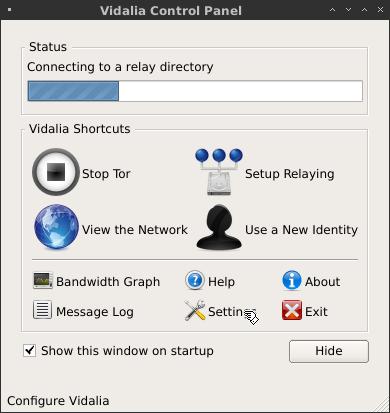 Vidalia Control Panel
Status
Connecting to a relay directory
Vidalia Shortcuts
Stop Tor
Setup Relaying
View the Network
Use a New Identity
Bandwidth Graph
Help
About
Message Log
Settings
Exit
Show this window on startup
Hide
Configure Vidalia